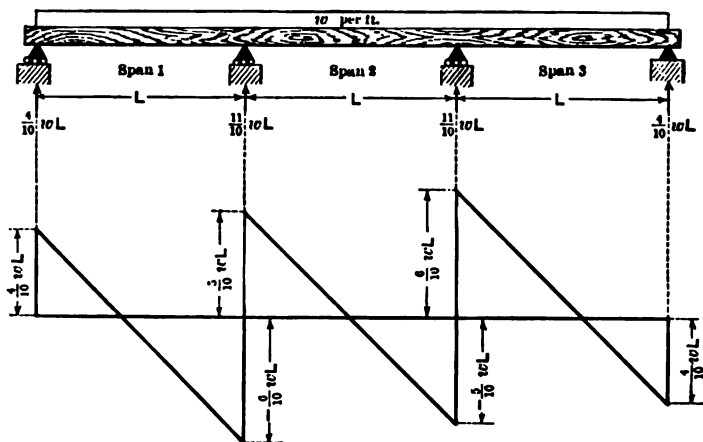 w per ft.
Span 1 Span 2 Span 3
L L L
4/10 wL 11/10 wL 11/10 wL 4/10 wL
4/10 wL
5/10 wL
6/10 wL
6/10 wL
5/10 wL
4/10 wL